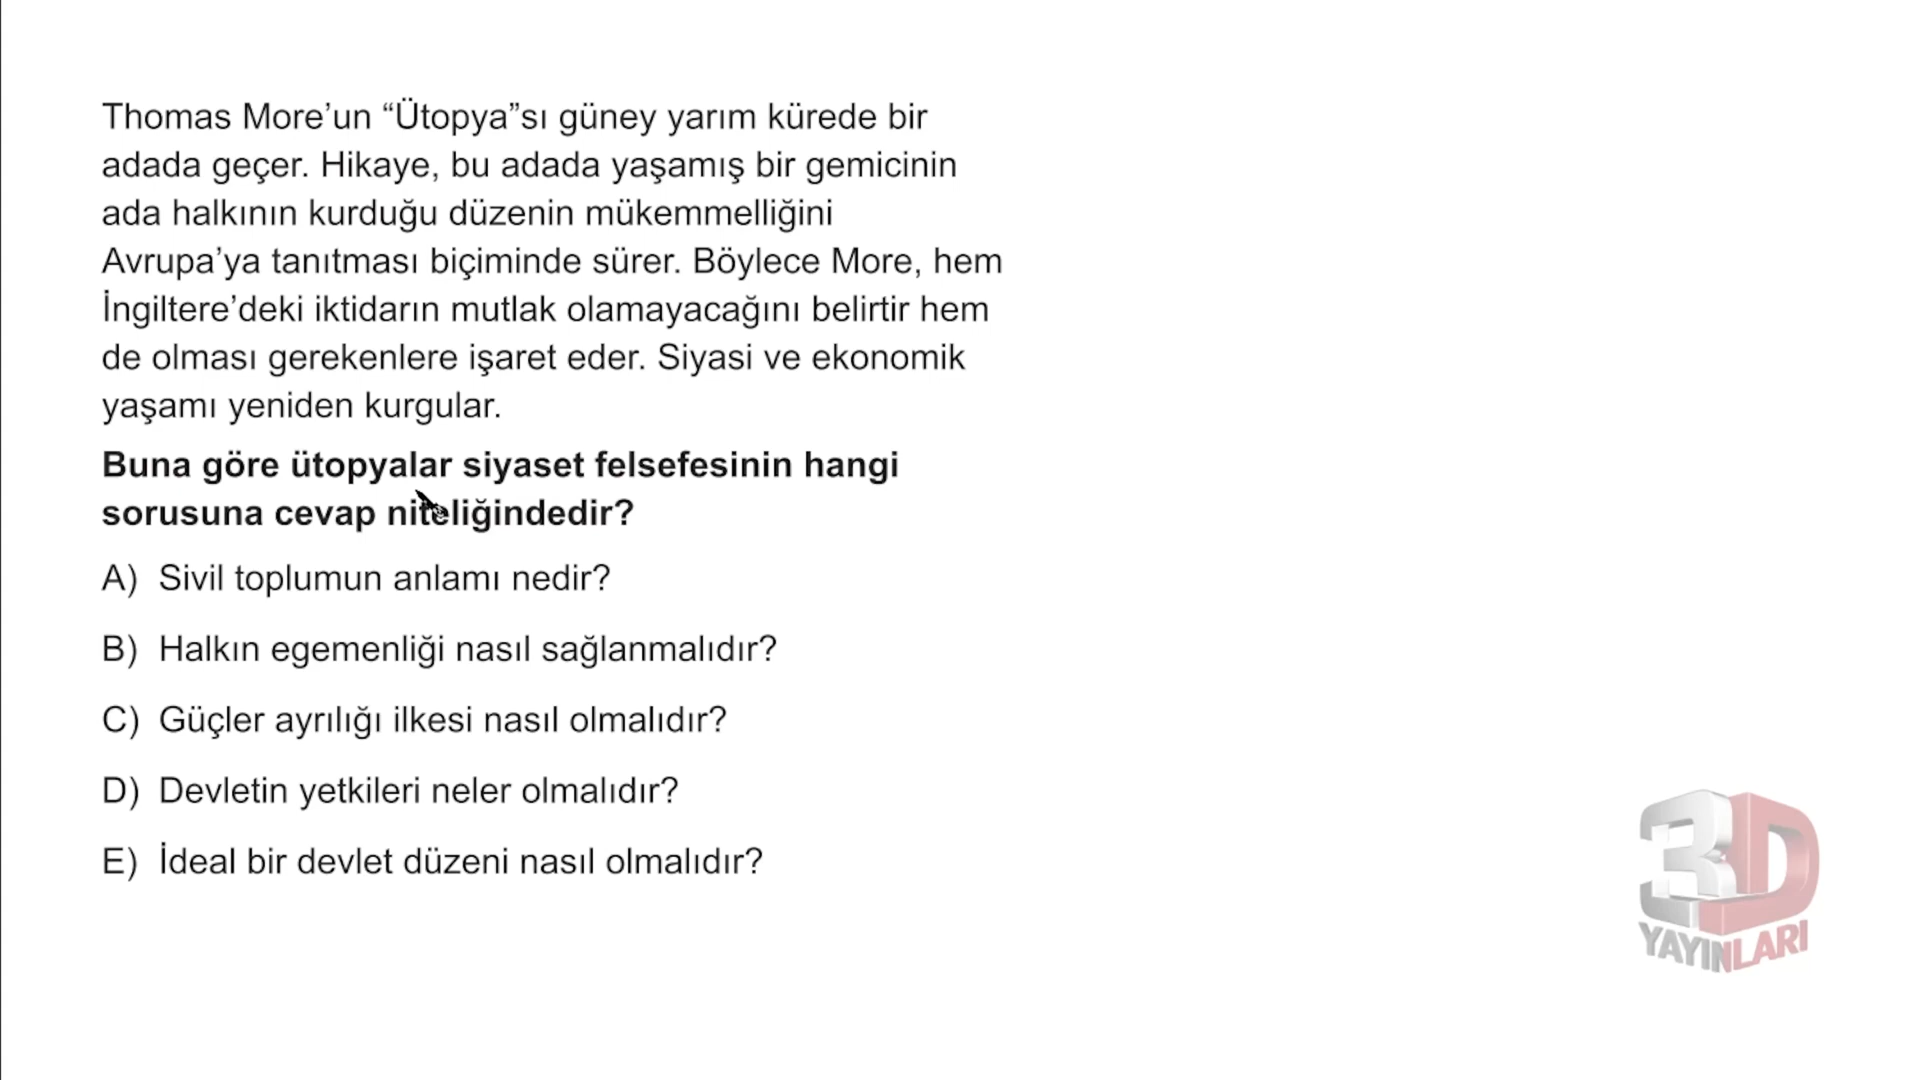 Thomas More’un “Ütopya”sı güney yarım kürede bir
adada geçer. Hikaye, bu adada yaşamış bir gemicinin
ada halkının kurduğu düzenin mükemmelliğini
Avrupa’ya tanıtması biçiminde sürer. Böylece More, hem
İngiltere’deki iktidarın mutlak olamayacağını belirtir hem
de olması gerekenlere işaret eder. Siyasi ve ekonomik
yaşamı yeniden kurgular.
Buna göre ütopyalar siyaset felsefesinin hangi
sorusuna cevap niteliğindedir?
A) Sivil toplumun anlamı nedir?
B) Halkın egemenliği nasıl sağlanmalıdır?
C) Güçler ayrılığı ilkesi nasıl olmalıdır?
D) Devletin yetkileri neler olmalıdır?
E) İdeal bir devlet düzeni nasıl olmalıdır?
3D
YAYINLARI